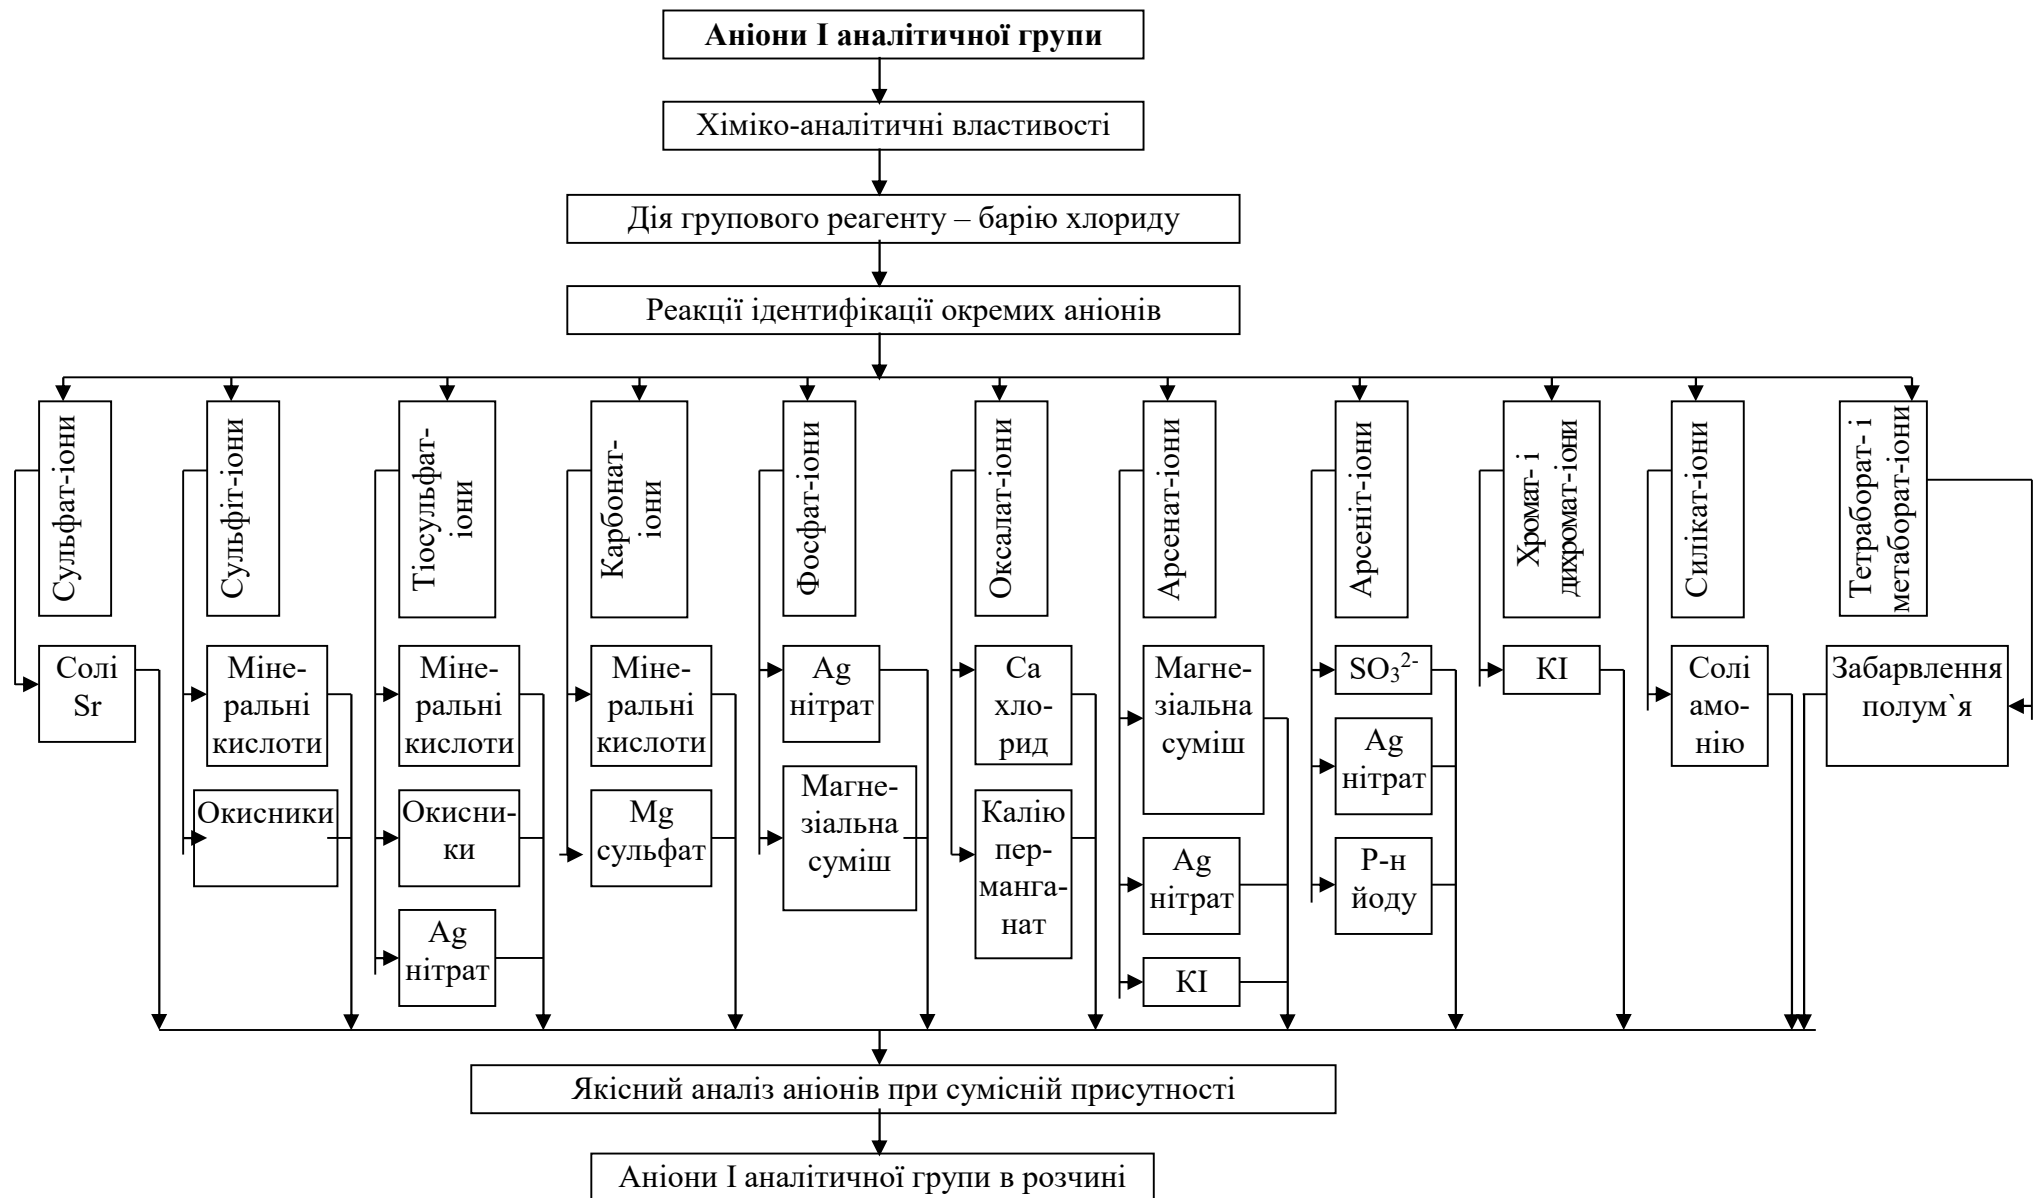 Аніони І аналітичної групи
Хіміко-аналітичні властивості
Дія групового реагенту – барію хлориду
Реакції ідентифікації окремих аніонів
Сульфат-іони
Сульфіт-іони
Тіосульфат-
іони
Карбонат-
іони
Фосфат-іони
Оксалат-іони
Арсенат-іони
Арсеніт-іони
Хромат- і
дихромат-іони
Силікат-іони
Тетраборат- і
метаборат-іони
Солі
Sr
Міне-
ральні
кислоти
Окисники
Міне-
ральні
кислоти
Окисни-
ки
Ag
нітрат
Міне-
ральні
кислоти
Mg
сульфат
Ag
нітрат
Магне-
зіальна
суміш
Ca
хло-
рид
Калію
пер-
манга-
нат
Магне-
зіальна
суміш
Ag
нітрат
КІ
SO₃²⁻
Ag
нітрат
Р-н
йоду
КІ
Солі
амо-
нію
Забарвлення
полум`я
Якісний аналіз аніонів при сумісній присутності
Аніони І аналітичної групи в розчині